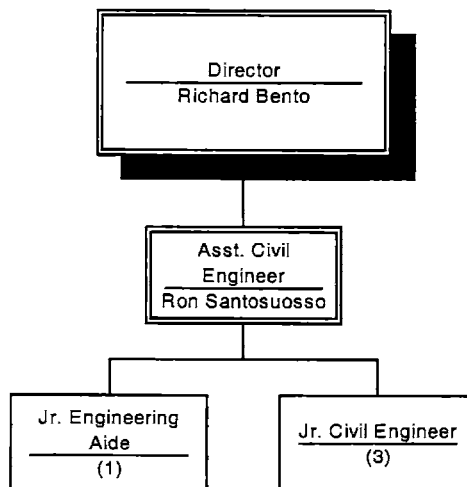 Director
Richard Bento
Asst. Civil
Engineer
Ron Santosuosso
Jr. Engineering
Aide
(1)
Jr. Civil Engineer
(3)